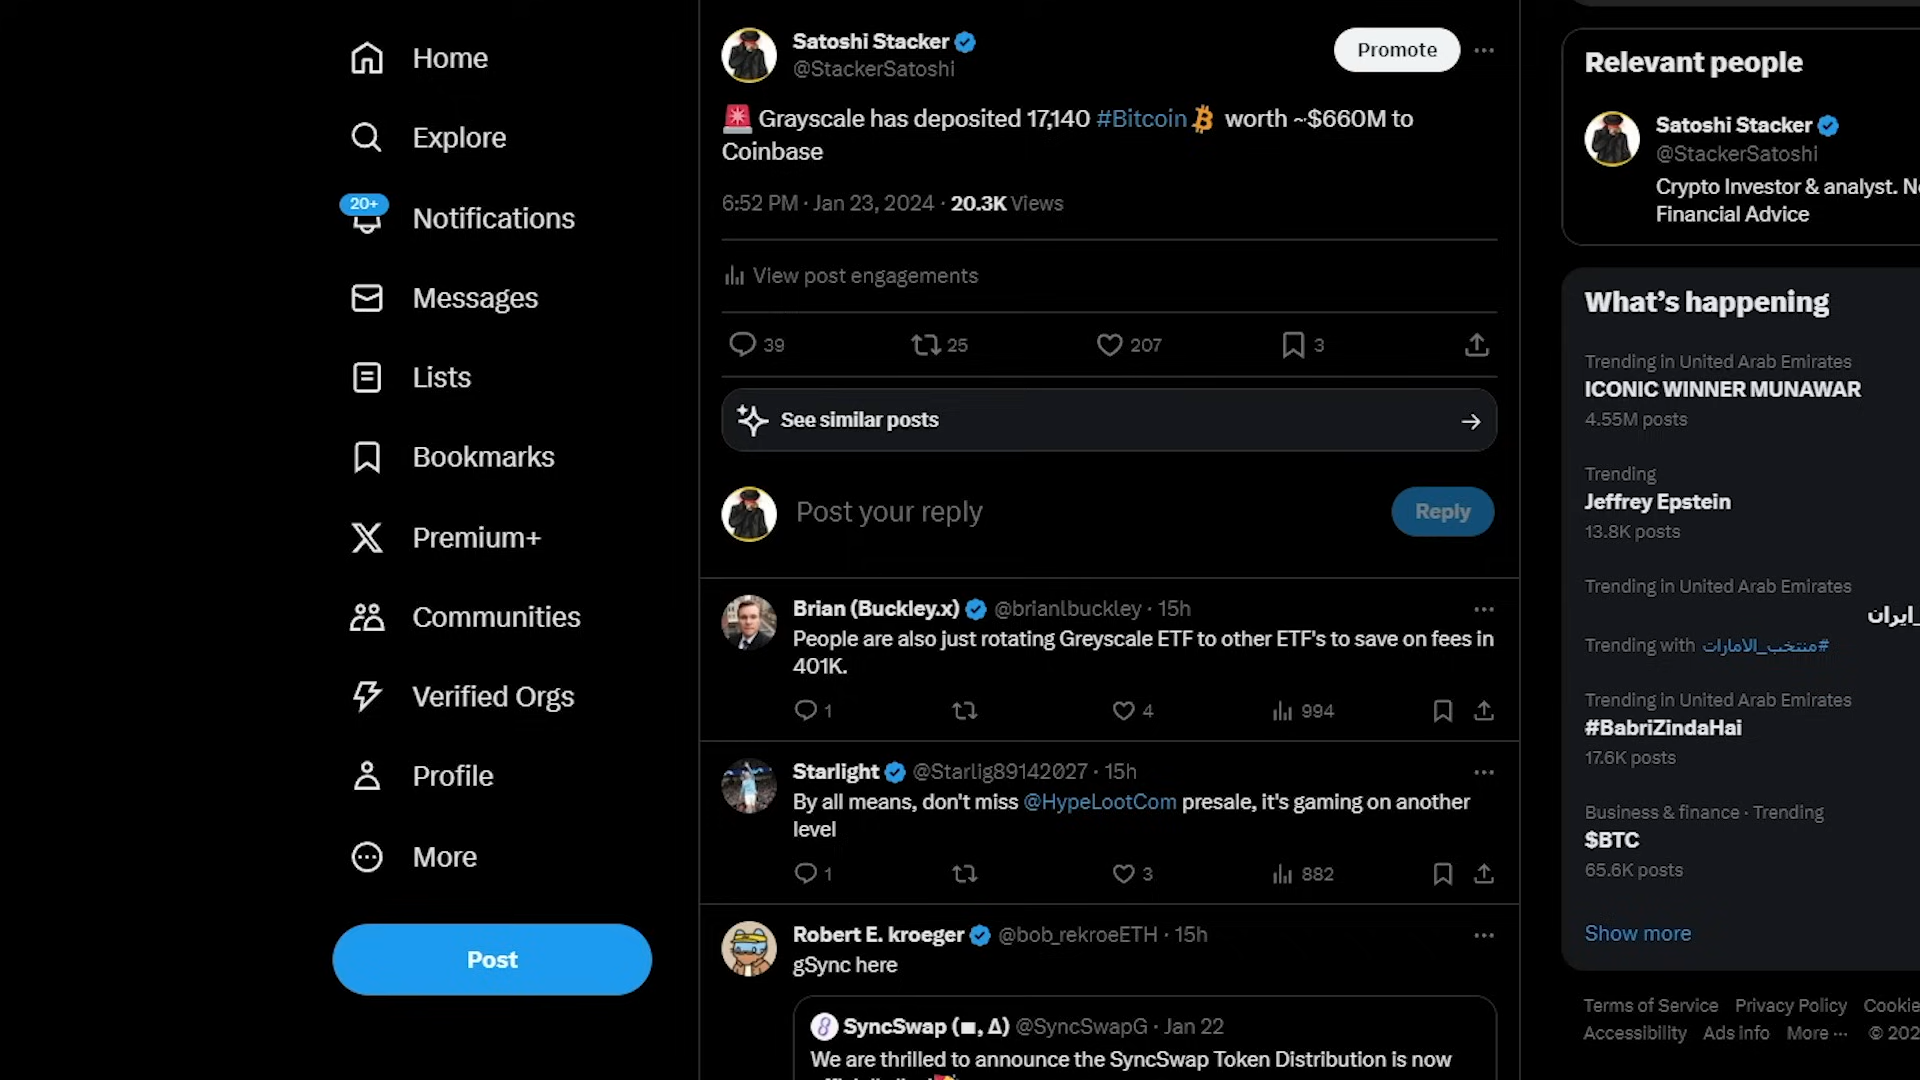 Home
Explore
20+
Notifications
Messages
Lists
Bookmarks
Premium+
Communities
Verified Orgs
Profile
More
Post
Satoshi Stacker
@StackerSatoshi
Promote
Grayscale has deposited 17,140 #Bitcoin worth ~$660M to
Coinbase
6:52 PM · Jan 23, 2024 · 20.3K Views
View post engagements
39 25 207 3
See similar posts
Post your reply
Reply
Brian (Buckley.x) @brianlbuckley · 15h
People are also just rotating Greyscale ETF to other ETF's to save on fees in
401K.
1 4 994
Starlight @Starlig89142027 · 15h
By all means, don't miss @HypeLootCom presale, it's gaming on another
level
1 3 882
Robert E. kroeger @bob_rekroeETH · 15h
gSync here
SyncSwap (■, Δ) @SyncSwapG · Jan 22
We are thrilled to announce the SyncSwap Token Distribution is now
Relevant people
Satoshi Stacker
@StackerSatoshi
Crypto Investor & analyst.
Financial Advice
What's happening
Trending in United Arab Emirates
ICONIC WINNER MUNAWAR
4.55M posts
Trending
Jeffrey Epstein
13.8K posts
Trending in United Arab Emirates
_ايران
Trending with #منتخب_الامارات
Trending in United Arab Emirates
#BabriZindaHai
17.6K posts
Business & finance · Trending
$BTC
65.6K posts
Show more
Terms of Service Privacy Policy Cookie
Accessibility Ads info More ··· ©